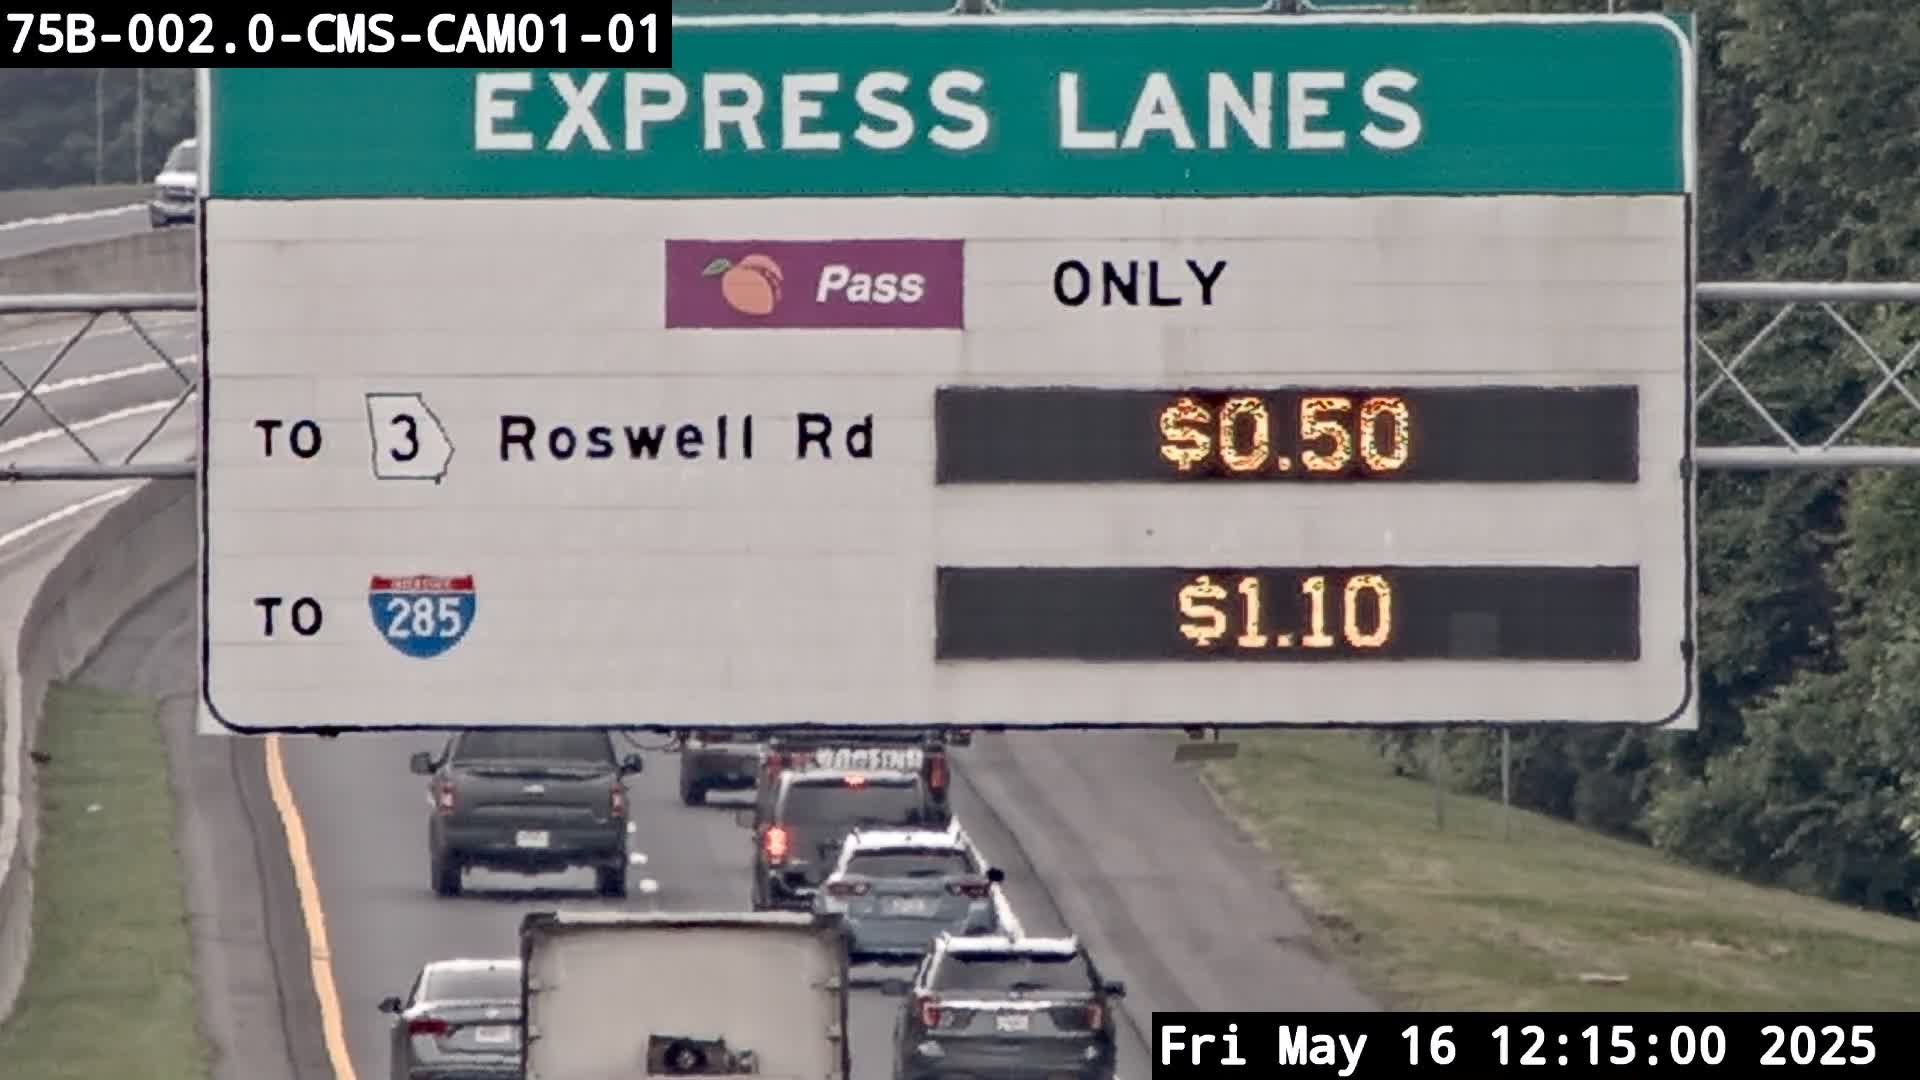 75B-002.0-CMS-CAM01-01
EXPRESS LANES
Pass ONLY
TO 3 Roswell Rd $0.50
TO INTERSTATE 285 $1.10
Fri May 16 12:15:00 2025